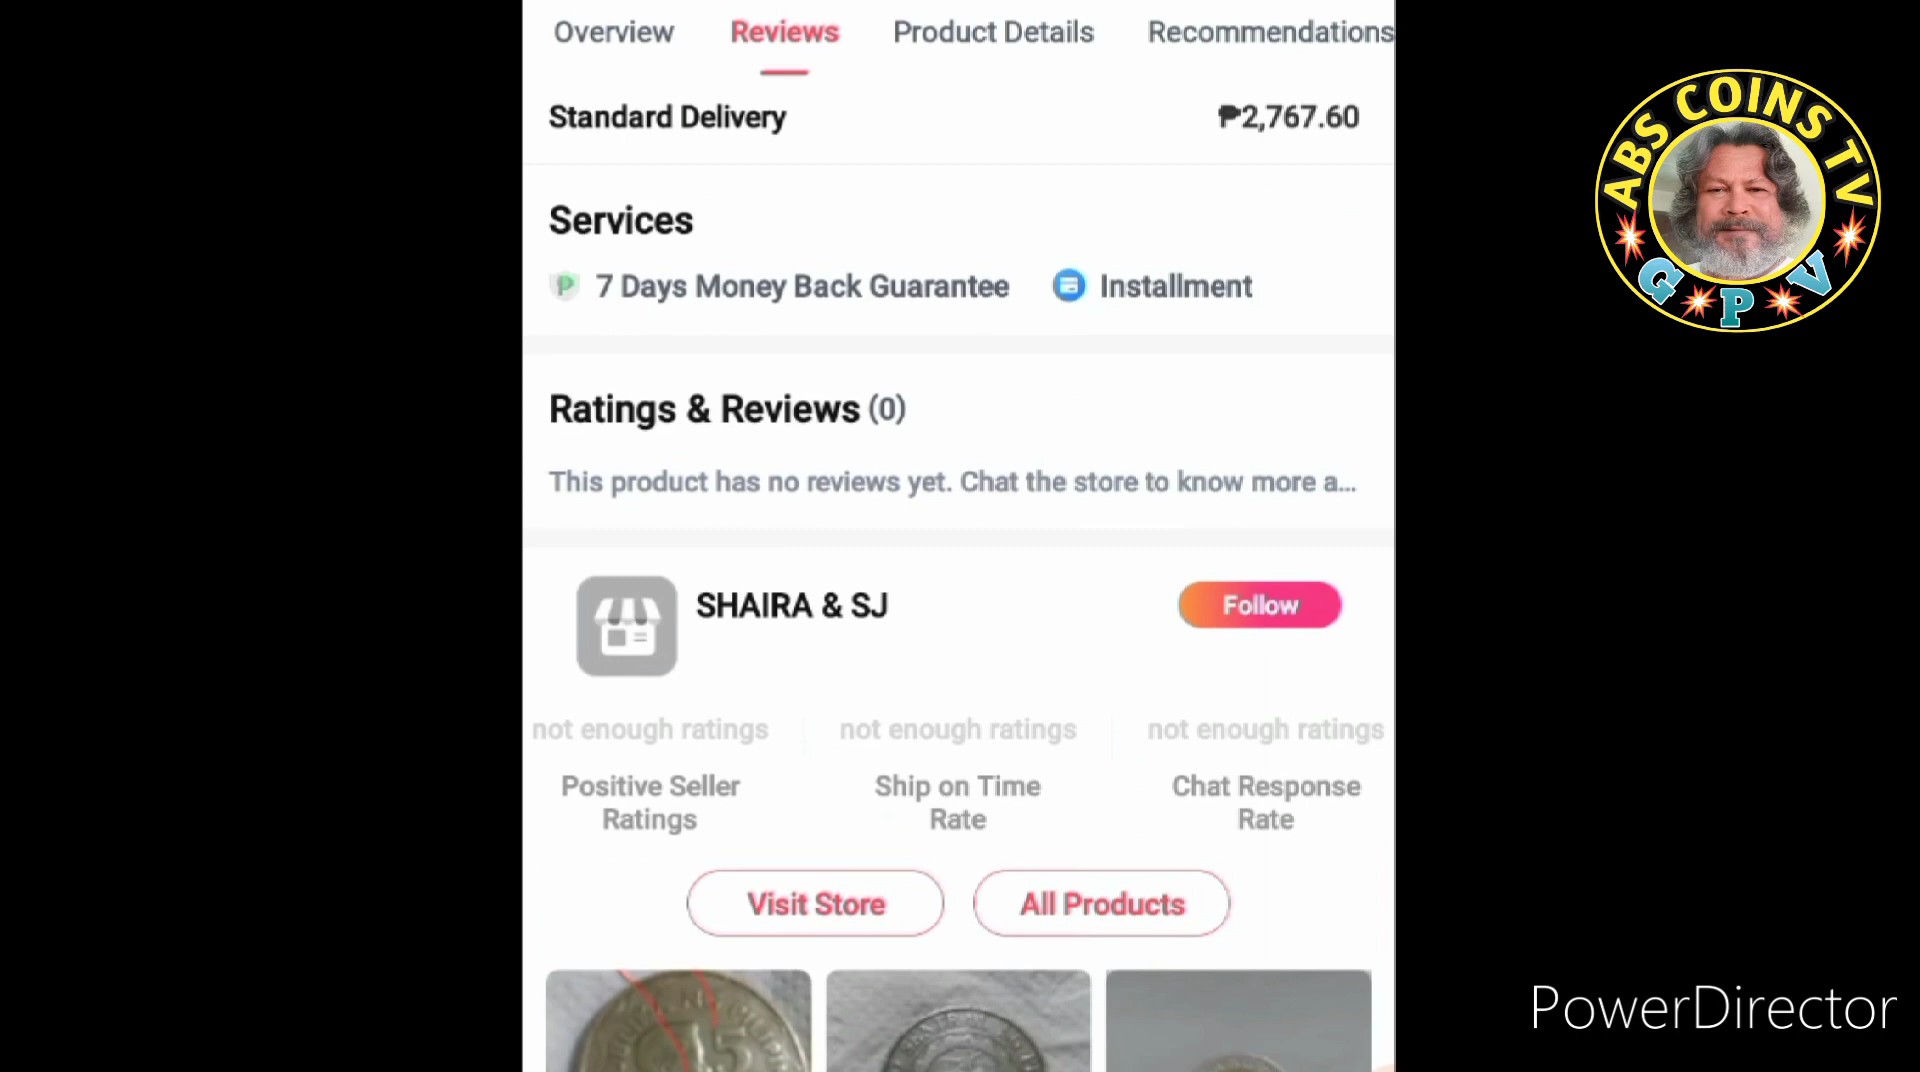 Overview Reviews Product Details Recommendations
Standard Delivery ₱2,767.60
Services
7 Days Money Back Guarantee Installment
Ratings & Reviews (0)
This product has no reviews yet. Chat the store to know more a...
SHAIRA & SJ Follow
not enough ratings not enough ratings not enough ratings
Positive Seller Ship on Time Chat Response
Ratings Rate Rate
Visit Store All Products
ABS COINS TV
G P V
PowerDirector